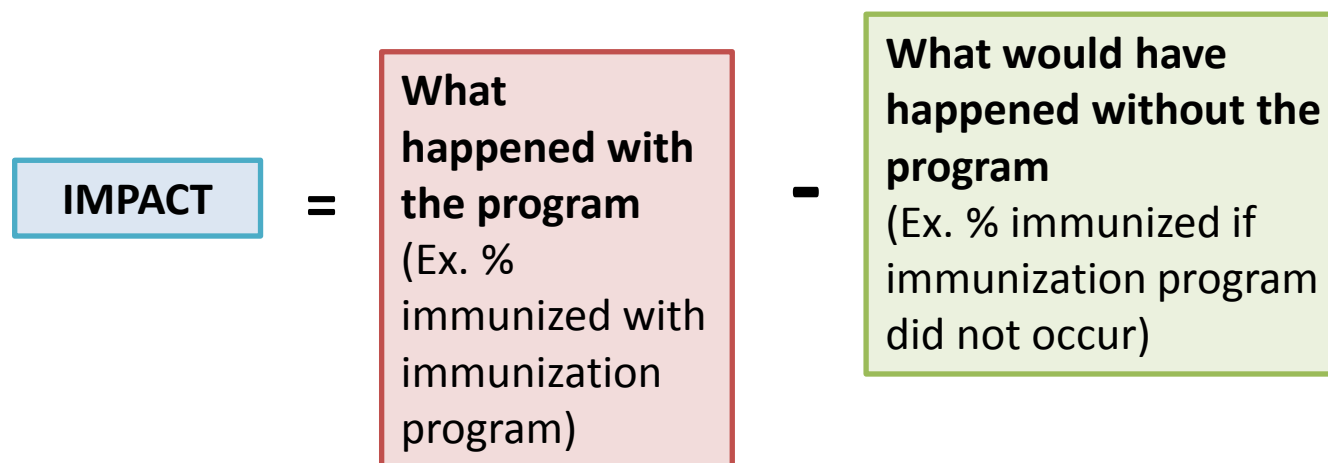 IMPACT
=
What
happened with
the program
(Ex. %
immunized with
immunization
program)
-
What would have
happened without the
program
(Ex. % immunized if
immunization program
did not occur)